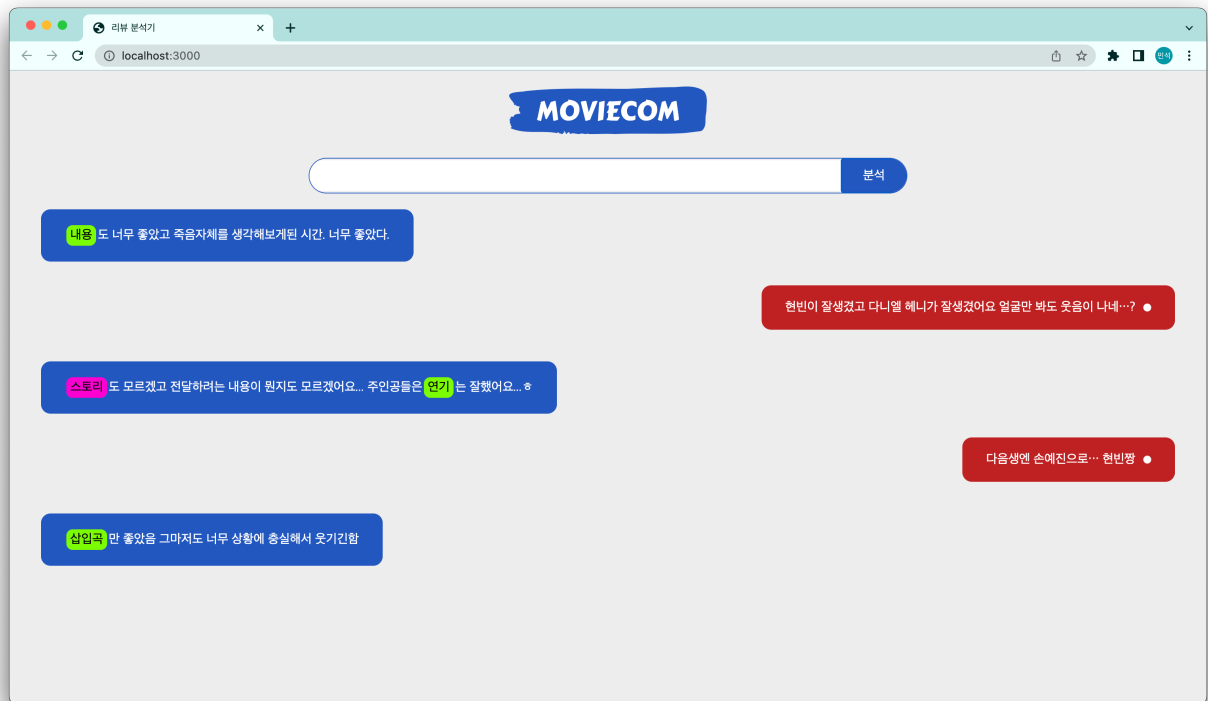 리뷰 분석기
localhost:3000
민석
MOVIECOM
분석
내용 도 너무 좋았고 죽음자체를 생각해보게된 시간. 너무 좋았다.
현빈이 잘생겼고 다니엘 헤니가 잘생겼어요 얼굴만 봐도 웃음이 나네…?
스토리 도 모르겠고 전달하려는 내용이 뭔지도 모르겠어요... 주인공들은 연기 는 잘했어요...ㅎ
다음생엔 손예진으로… 현빈짱
삽입곡 만 좋았음 그마저도 너무 상황에 충실해서 웃기긴함